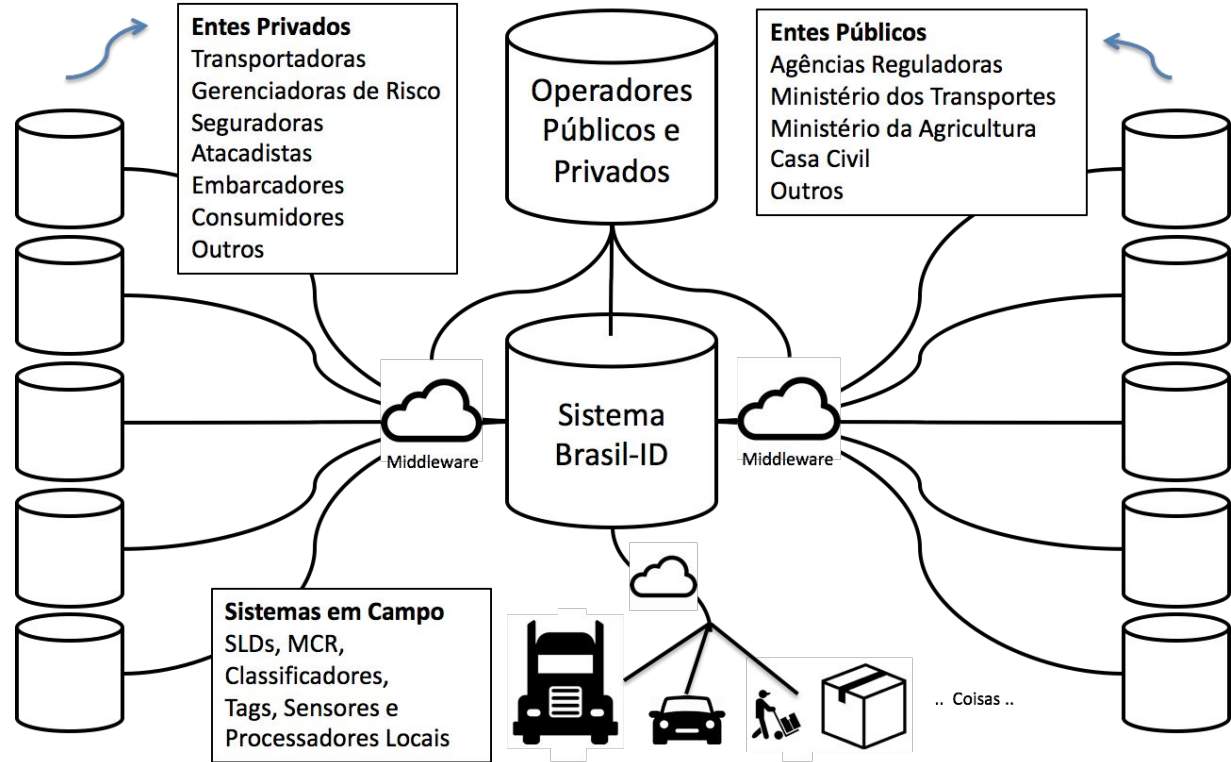 Entes Privados
Transportadoras
Gerenciadoras de Risco
Seguradoras
Atacadistas
Embarcadores
Consumidores
Outros
Operadores
Públicos e
Privados
Entes Públicos
Agências Reguladoras
Ministério dos Transportes
Ministério da Agricultura
Casa Civil
Outros
Middleware
Sistema
Brasil-ID
Middleware
Sistemas em Campo
SLDs, MCR,
Classificadores,
Tags, Sensores e
Processadores Locais
.. Coisas ..